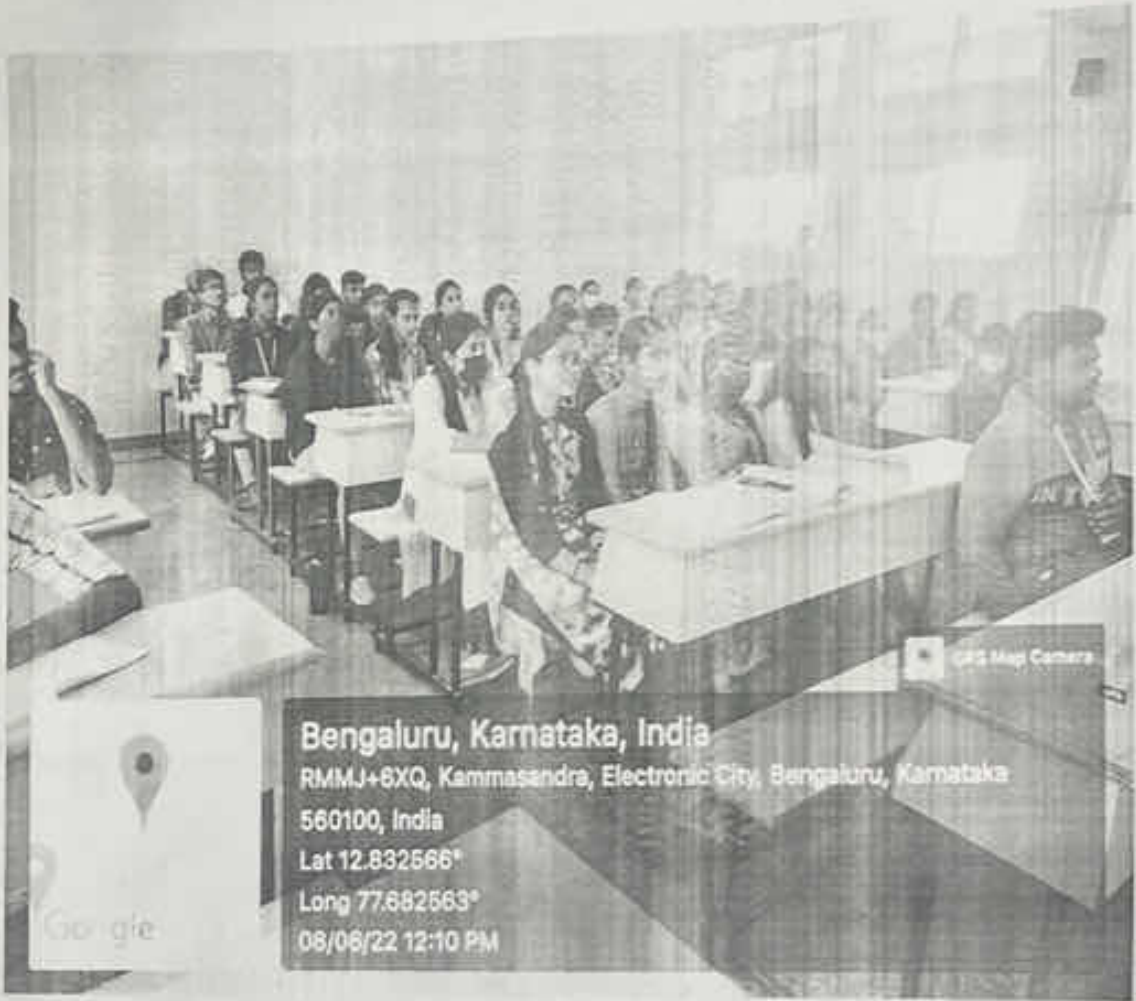 GPS Map Camera
Bengaluru, Karnataka, India
RMMJ+6XQ, Kammasandra, Electronic City, Bengaluru, Karnataka
560100, India
Lat 12.832566°
Long 77.682563°
08/08/22 12:10 PM
Google